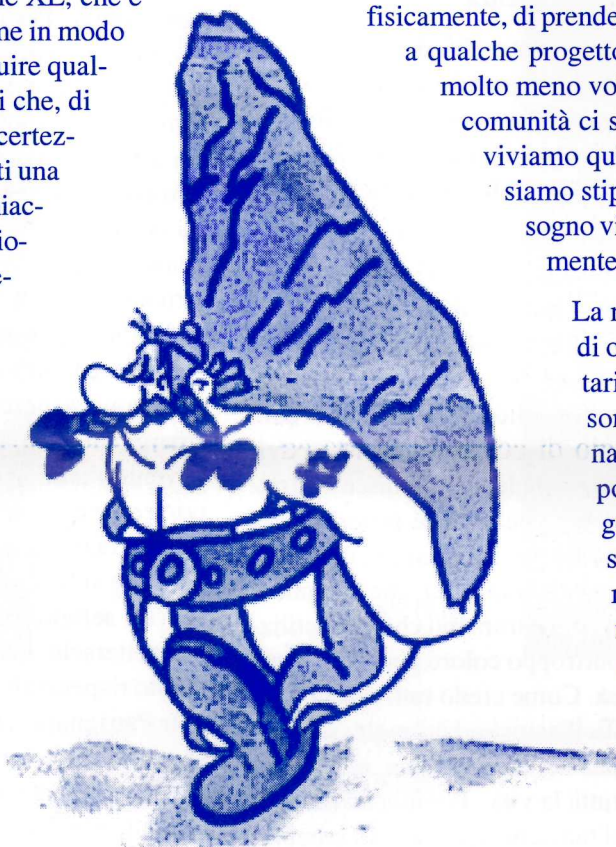 ne XL, che è
ne in modo
uire qual-
i che, di
certez-
ti una
iac-
io-
e-
fisicamente, di prende
a qualche progetto
molto meno vo
comunità ci s
viviamo qu
siamo stip
sogno vi
mente
La r
di o
tari
sor
na
po
g
s
r